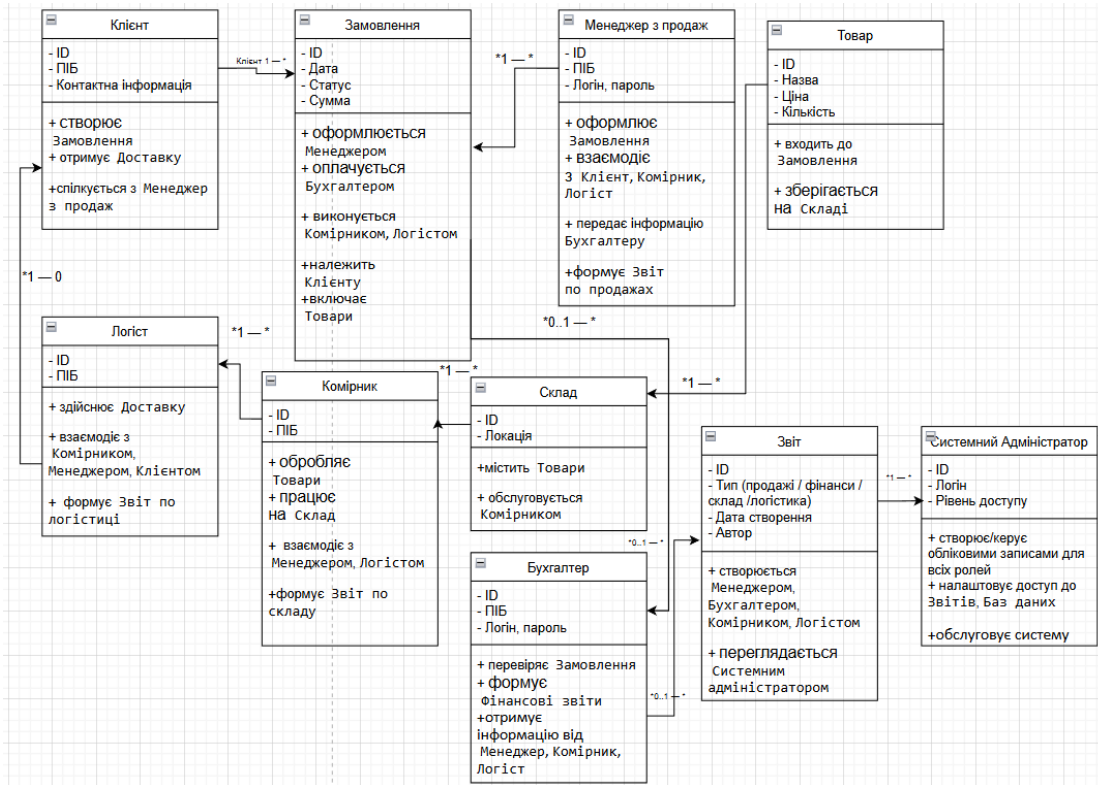 Клієнт
- ID
- ПІБ
- Контактна інформація
+ створює
Замовлення
+ отримує Доставку
+спілкується з Менеджер
з продаж
Клієнт 1 — *
Замовлення
- ID
- Дата
- Статус
- Сумма
+ оформлюється
Менеджером
+ оплачується
Бухгалтером
+ виконується
Комірником, Логістом
+належить
Клієнту
+включає
Товари
*1 — *
Менеджер з продаж
- ID
- ПІБ
- Логін, пароль
+ оформлює
Замовлення
+ взаємодіє
З Клієнт, Комірник,
Логіст
+ передає інформацію
Бухгалтеру
+формує Звіт
по продажах
Товар
- ID
- Назва
- Ціна
- Кількість
+ входить до
Замовлення
+ зберігається
на Складі
*1 — 0
*1 — *
*0..1 — *
*1 — *
*1 — *
Логіст
- ID
- ПІБ
+ здійснює Доставку
+ взаємодіє з
Комірником,
Менеджером, Клієнтом
+ формує Звіт по
логістиці
Комірник
- ID
- ПІБ
+ обробляє
Товари
+ працює
на Склад
+ взаємодіє з
Менеджером, Логістом
+формує Звіт по
складу
Склад
- ID
- Локація
+містить Товари
+ обслуговується
Комірником
*0..1 — *
Бухгалтер
- ID
- ПІБ
- Логін, пароль
+ перевіряє Замовлення
+ формує
Фінансові звіти
+отримує
інформацію від
Менеджер, Комірник,
Логіст
*0..1 — *
Звіт
- ID
- Тип (продажі / фінанси /
склад /логістика)
- Дата створення
- Автор
+ створюється
Менеджером,
Бухгалтером,
Комірником, Логістом
+ переглядається
Системним
адміністратором
*1 — *
Системний Адміністратор
- ID
- Логін
- Рівень доступу
+ створює/керує
обліковими записами для
всіх ролей
+ налаштовує доступ до
Звітів, Баз даних
+обслуговує систему